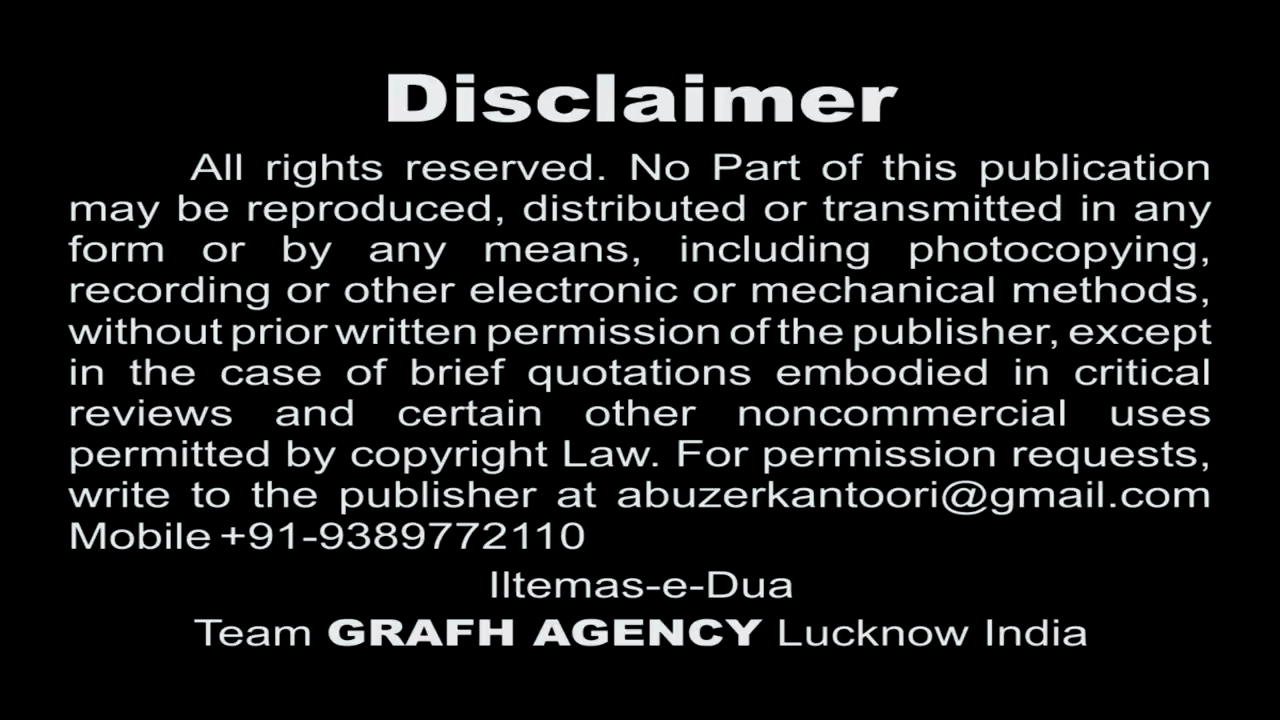 Disclaimer
All rights reserved. No Part of this publication
may be reproduced, distributed or transmitted in any
form or by any means, including photocopying,
recording or other electronic or mechanical methods,
without prior written permission of the publisher, except
in the case of brief quotations embodied in critical
reviews and certain other noncommercial uses
permitted by copyright Law. For permission requests,
write to the publisher at abuzerkantoori@gmail.com
Mobile +91-9389772110
IItemas-e-Dua
Team GRAFH AGENCY Lucknow India